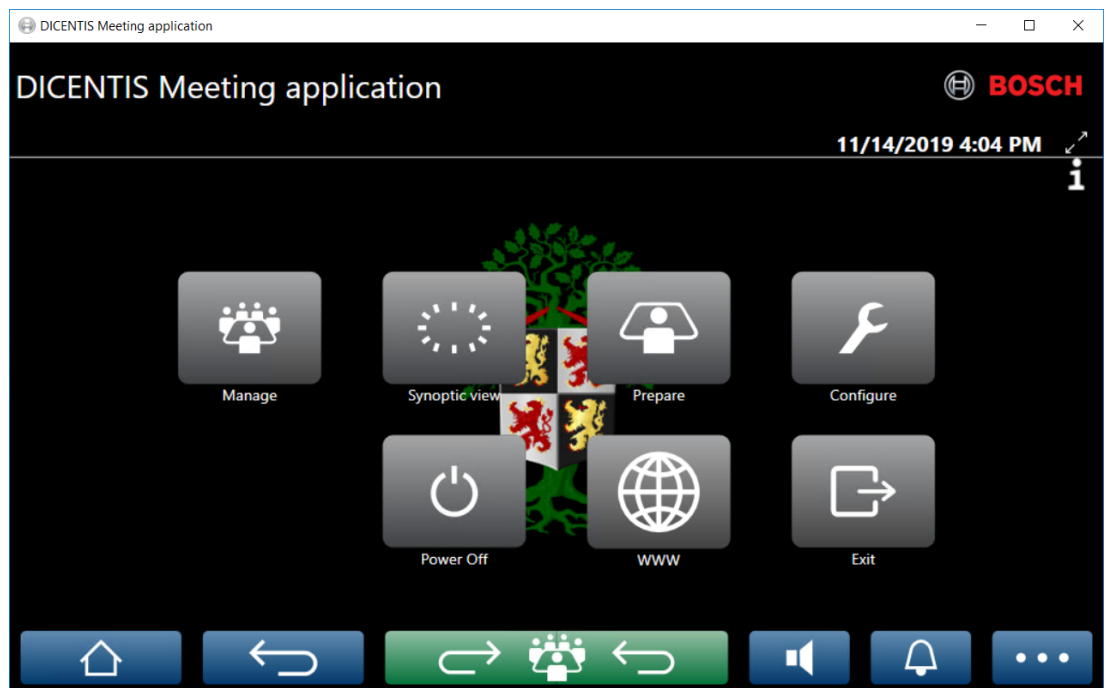 DICENTIS Meeting application
DICENTIS Meeting application
BOSCH
11/14/2019 4:04 PM
Manage
Synoptic view
Prepare
Configure
Power Off
WWW
Exit